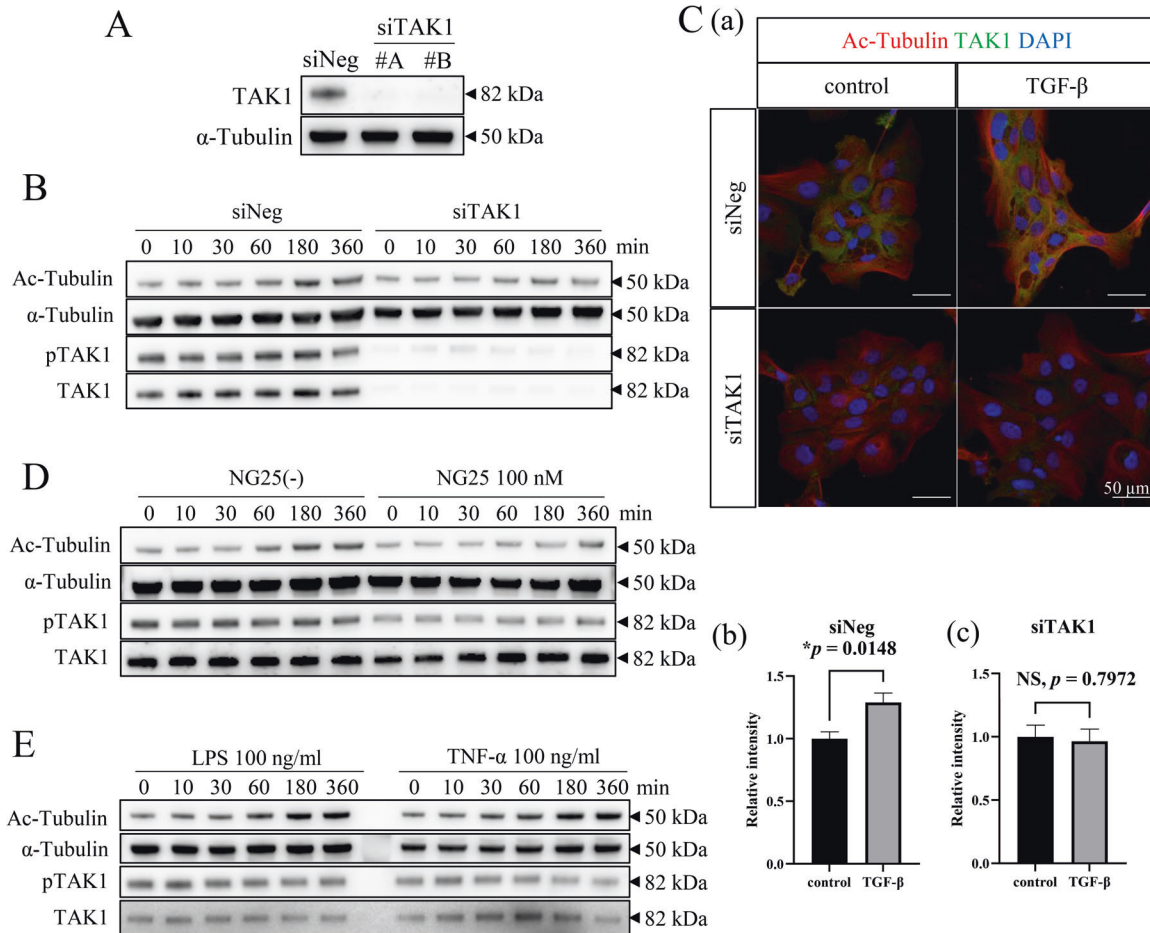 A
siTAK1
siNeg #A #B
TAK1 82 kDa
α-Tubulin 50 kDa
B
siNeg siTAK1
0 10 30 60 180 360 0 10 30 60 180 360 min
Ac-Tubulin 50 kDa
α-Tubulin 50 kDa
pTAK1 82 kDa
TAK1 82 kDa
C (a)
Ac-Tubulin TAK1 DAPI
control TGF-β
siNeg
siTAK1
50 µm
D
NG25(-) NG25 100 nM
0 10 30 60 180 360 0 10 30 60 180 360 min
Ac-Tubulin 50 kDa
α-Tubulin 50 kDa
pTAK1 82 kDa
TAK1 82 kDa
(b)
siNeg
*p = 0.0148
Relative intensity
1.5
1.0
0.5
0.0
control TGF-β
(c)
siTAK1
NS, p = 0.7972
Relative intensity
1.5
1.0
0.5
0.0
control TGF-β
E
LPS 100 ng/ml TNF-α 100 ng/ml
0 10 30 60 180 360 0 10 30 60 180 360 min
Ac-Tubulin 50 kDa
α-Tubulin 50 kDa
pTAK1 82 kDa
TAK1 82 kDa